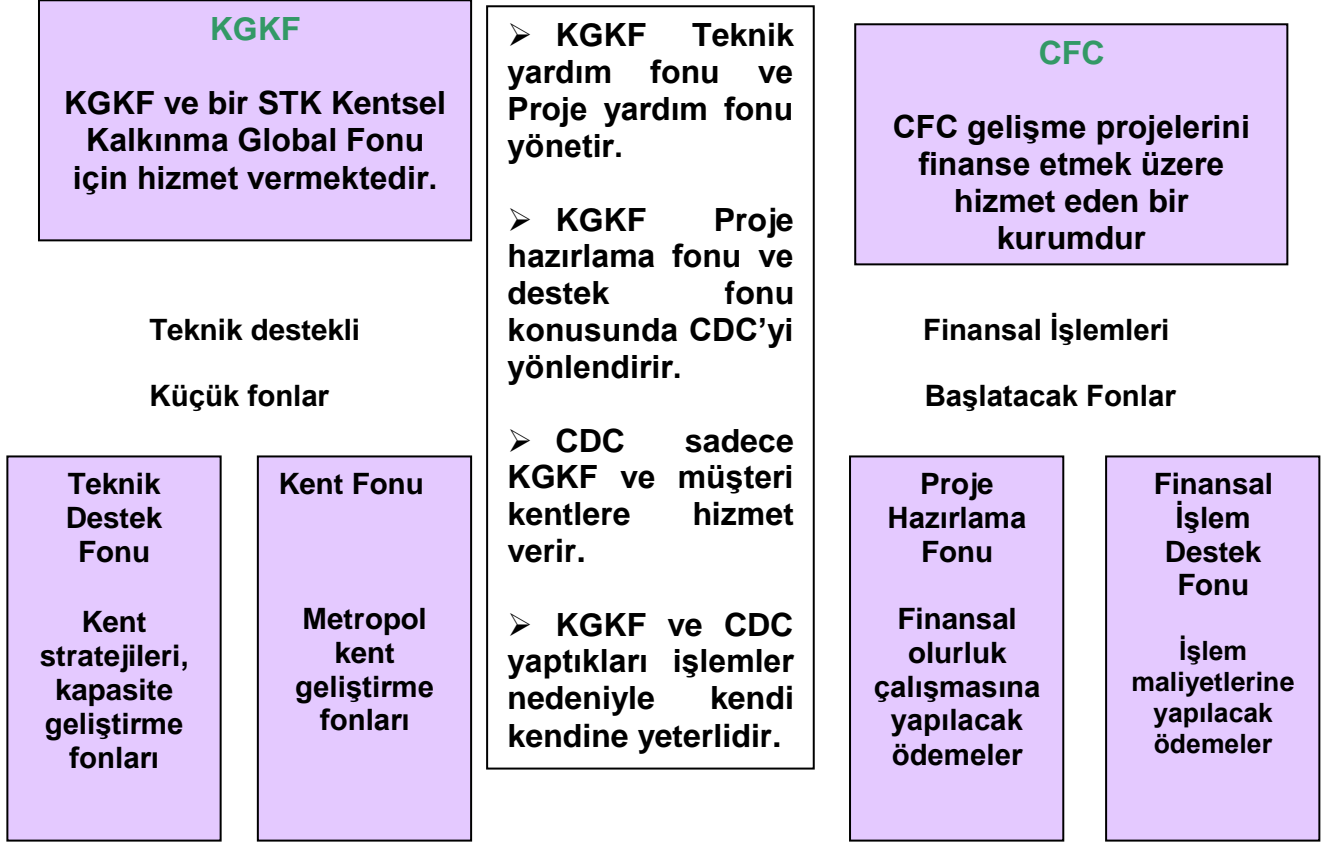 KGKF
KGKF ve bir STK Kentsel
Kalkınma Global Fonu
için hizmet vermektedir.
Teknik destekli
Küçük fonlar
Teknik
Destek
Fonu
Kent
stratejileri,
kapasite
geliştirme
fonları
Kent Fonu
Metropol
kent
geliştirme
fonları
➢ KGKF Teknik
yardım fonu ve
Proje yardım fonu
yönetir.
➢ KGKF Proje
hazırlama fonu ve
destek fonu
konusunda CDC’yi
yönlendirir.
➢ CDC sadece
KGKF ve müşteri
kentlere hizmet
verir.
➢ KGKF ve CDC
yaptıkları işlemler
nedeniyle kendi
kendine yeterlidir.
CFC
CFC gelişme projelerini
finanse etmek üzere
hizmet eden bir
kurumdur
Finansal İşlemleri
Başlatacak Fonlar
Proje
Hazırlama
Fonu
Finansal
olurluk
çalışmasına
yapılacak
ödemeler
Finansal
İşlem
Destek
Fonu
İşlem
maliyetlerine
yapılacak
ödemeler